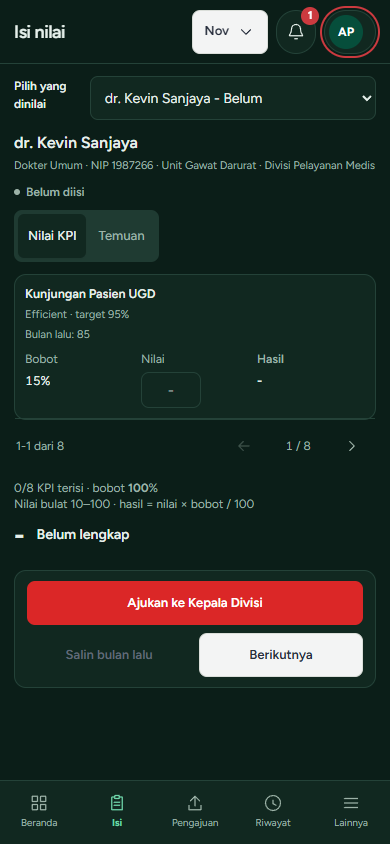 Isi nilai
Nov
1
AP
Pilih yang
dinilai
dr. Kevin Sanjaya - Belum
dr. Kevin Sanjaya
Dokter Umum · NIP 1987266 · Unit Gawat Darurat · Divisi Pelayanan Medis
Belum diisi
Nilai KPI
Temuan
Kunjungan Pasien UGD
Efficient · target 95%
Bulan lalu: 85
Bobot
Nilai
Hasil
15%
-
-
1-1 dari 8
1 / 8
0/8 KPI terisi · bobot 100%
Nilai bulat 10–100 · hasil = nilai × bobot / 100
– Belum lengkap
Ajukan ke Kepala Divisi
Salin bulan lalu
Berikutnya
Beranda
Isi
Pengajuan
Riwayat
Lainnya